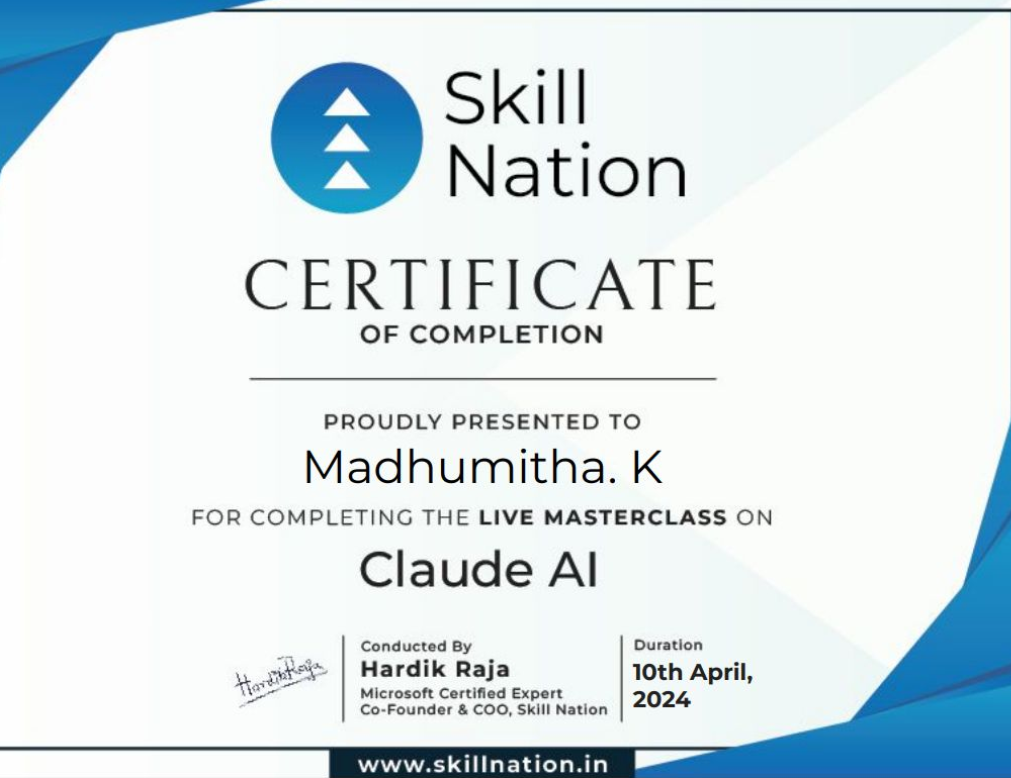 Skill
Nation
CERTIFICATE
OF COMPLETION
PROUDLY PRESENTED TO
Madhumitha. K
FOR COMPLETING THE LIVE MASTERCLASS ON
Claude AI
HardikRaja
Conducted By
Hardik Raja
Microsoft Certified Expert
Co-Founder & COO, Skill Nation
Duration
10th April,
2024
www.skillnation.in